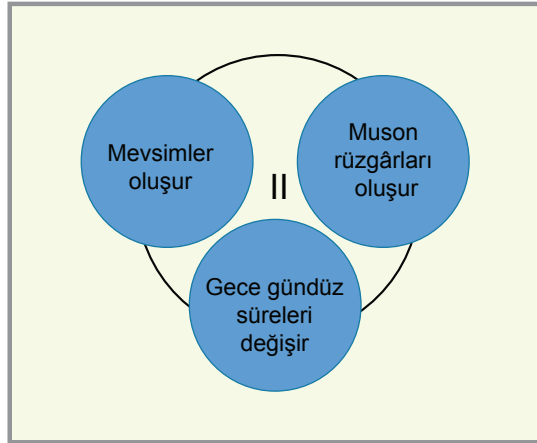 Mevsimler
oluşur
Muson
rüzgârları
oluşur
II
Gece gündüz
süreleri
değişir